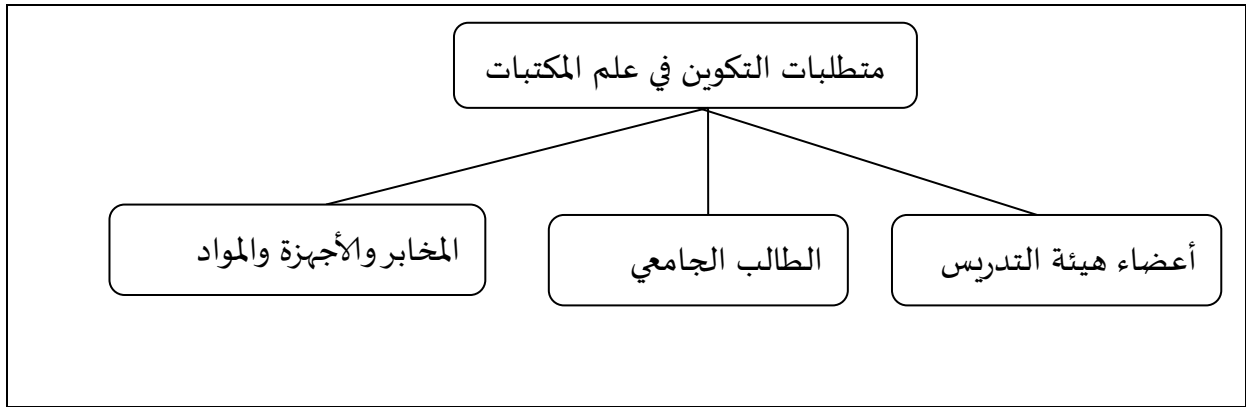 متطلبات التكوين في علم المكتبات
أعضاء هيئة التدريس
الطالب الجامعي
المخابر والأجهزة والمواد